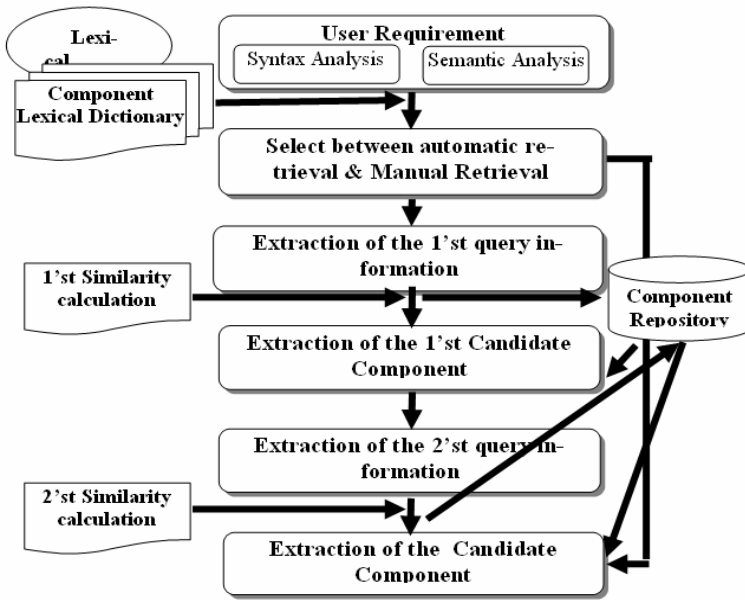 Lexi-
cal
User Requirement
Syntax Analysis
Semantic Analysis
Component
Lexical Dictionary
Select between automatic re-
trieval & Manual Retrieval
Extraction of the 1'st query in-
formation
1'st Similarity
calculation
Component
Repository
Extraction of the 1'st Candidate
Component
Extraction of the 2'st query in-
formation
2'st Similarity
calculation
Extraction of the Candidate
Component